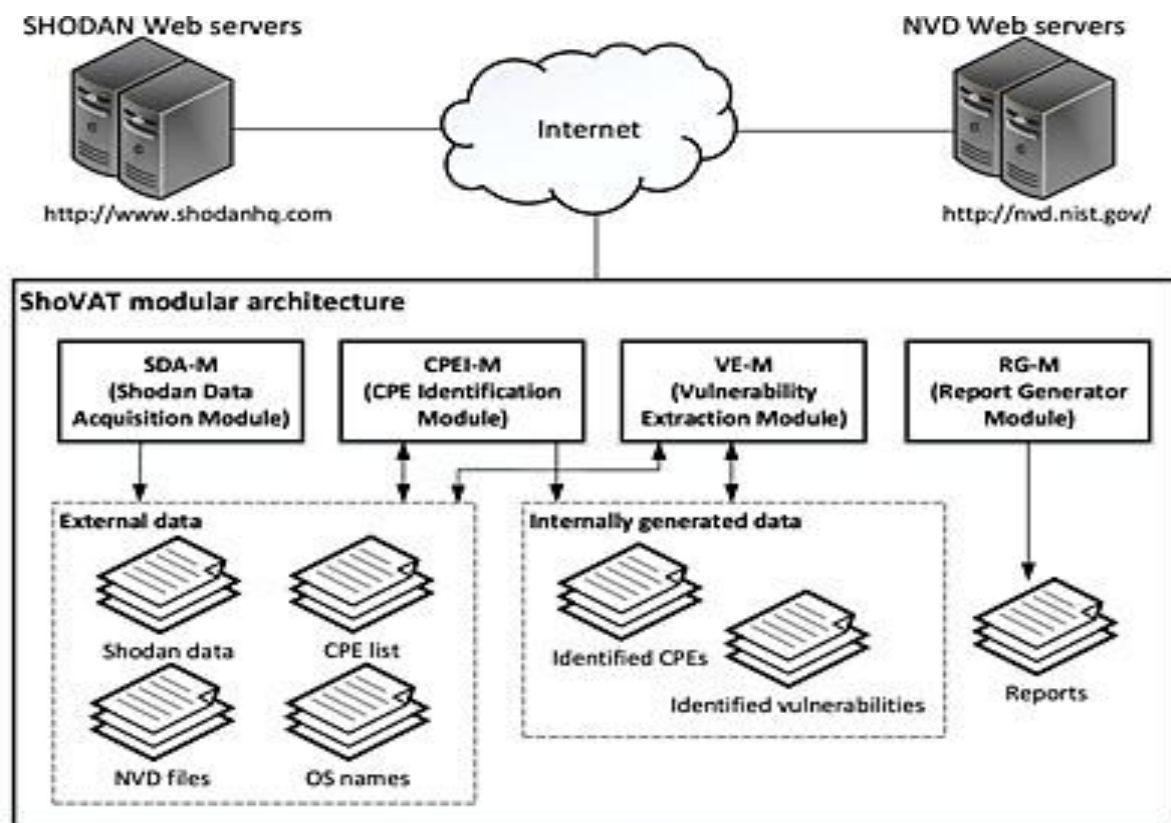 SHODAN Web servers
NVD Web servers
Internet
http://www.shodanhq.com
http://nvd.nist.gov/
ShoVAT modular architecture
SDA-M
(Shodan Data
Acquisition Module)
CPEI-M
(CPE Identification
Module)
VE-M
(Vulnerability
Extraction Module)
RG-M
(Report Generator
Module)
External data
Shodan data
CPE list
NVD files
OS names
Internally generated data
Identified CPEs
Identified vulnerabilities
Reports